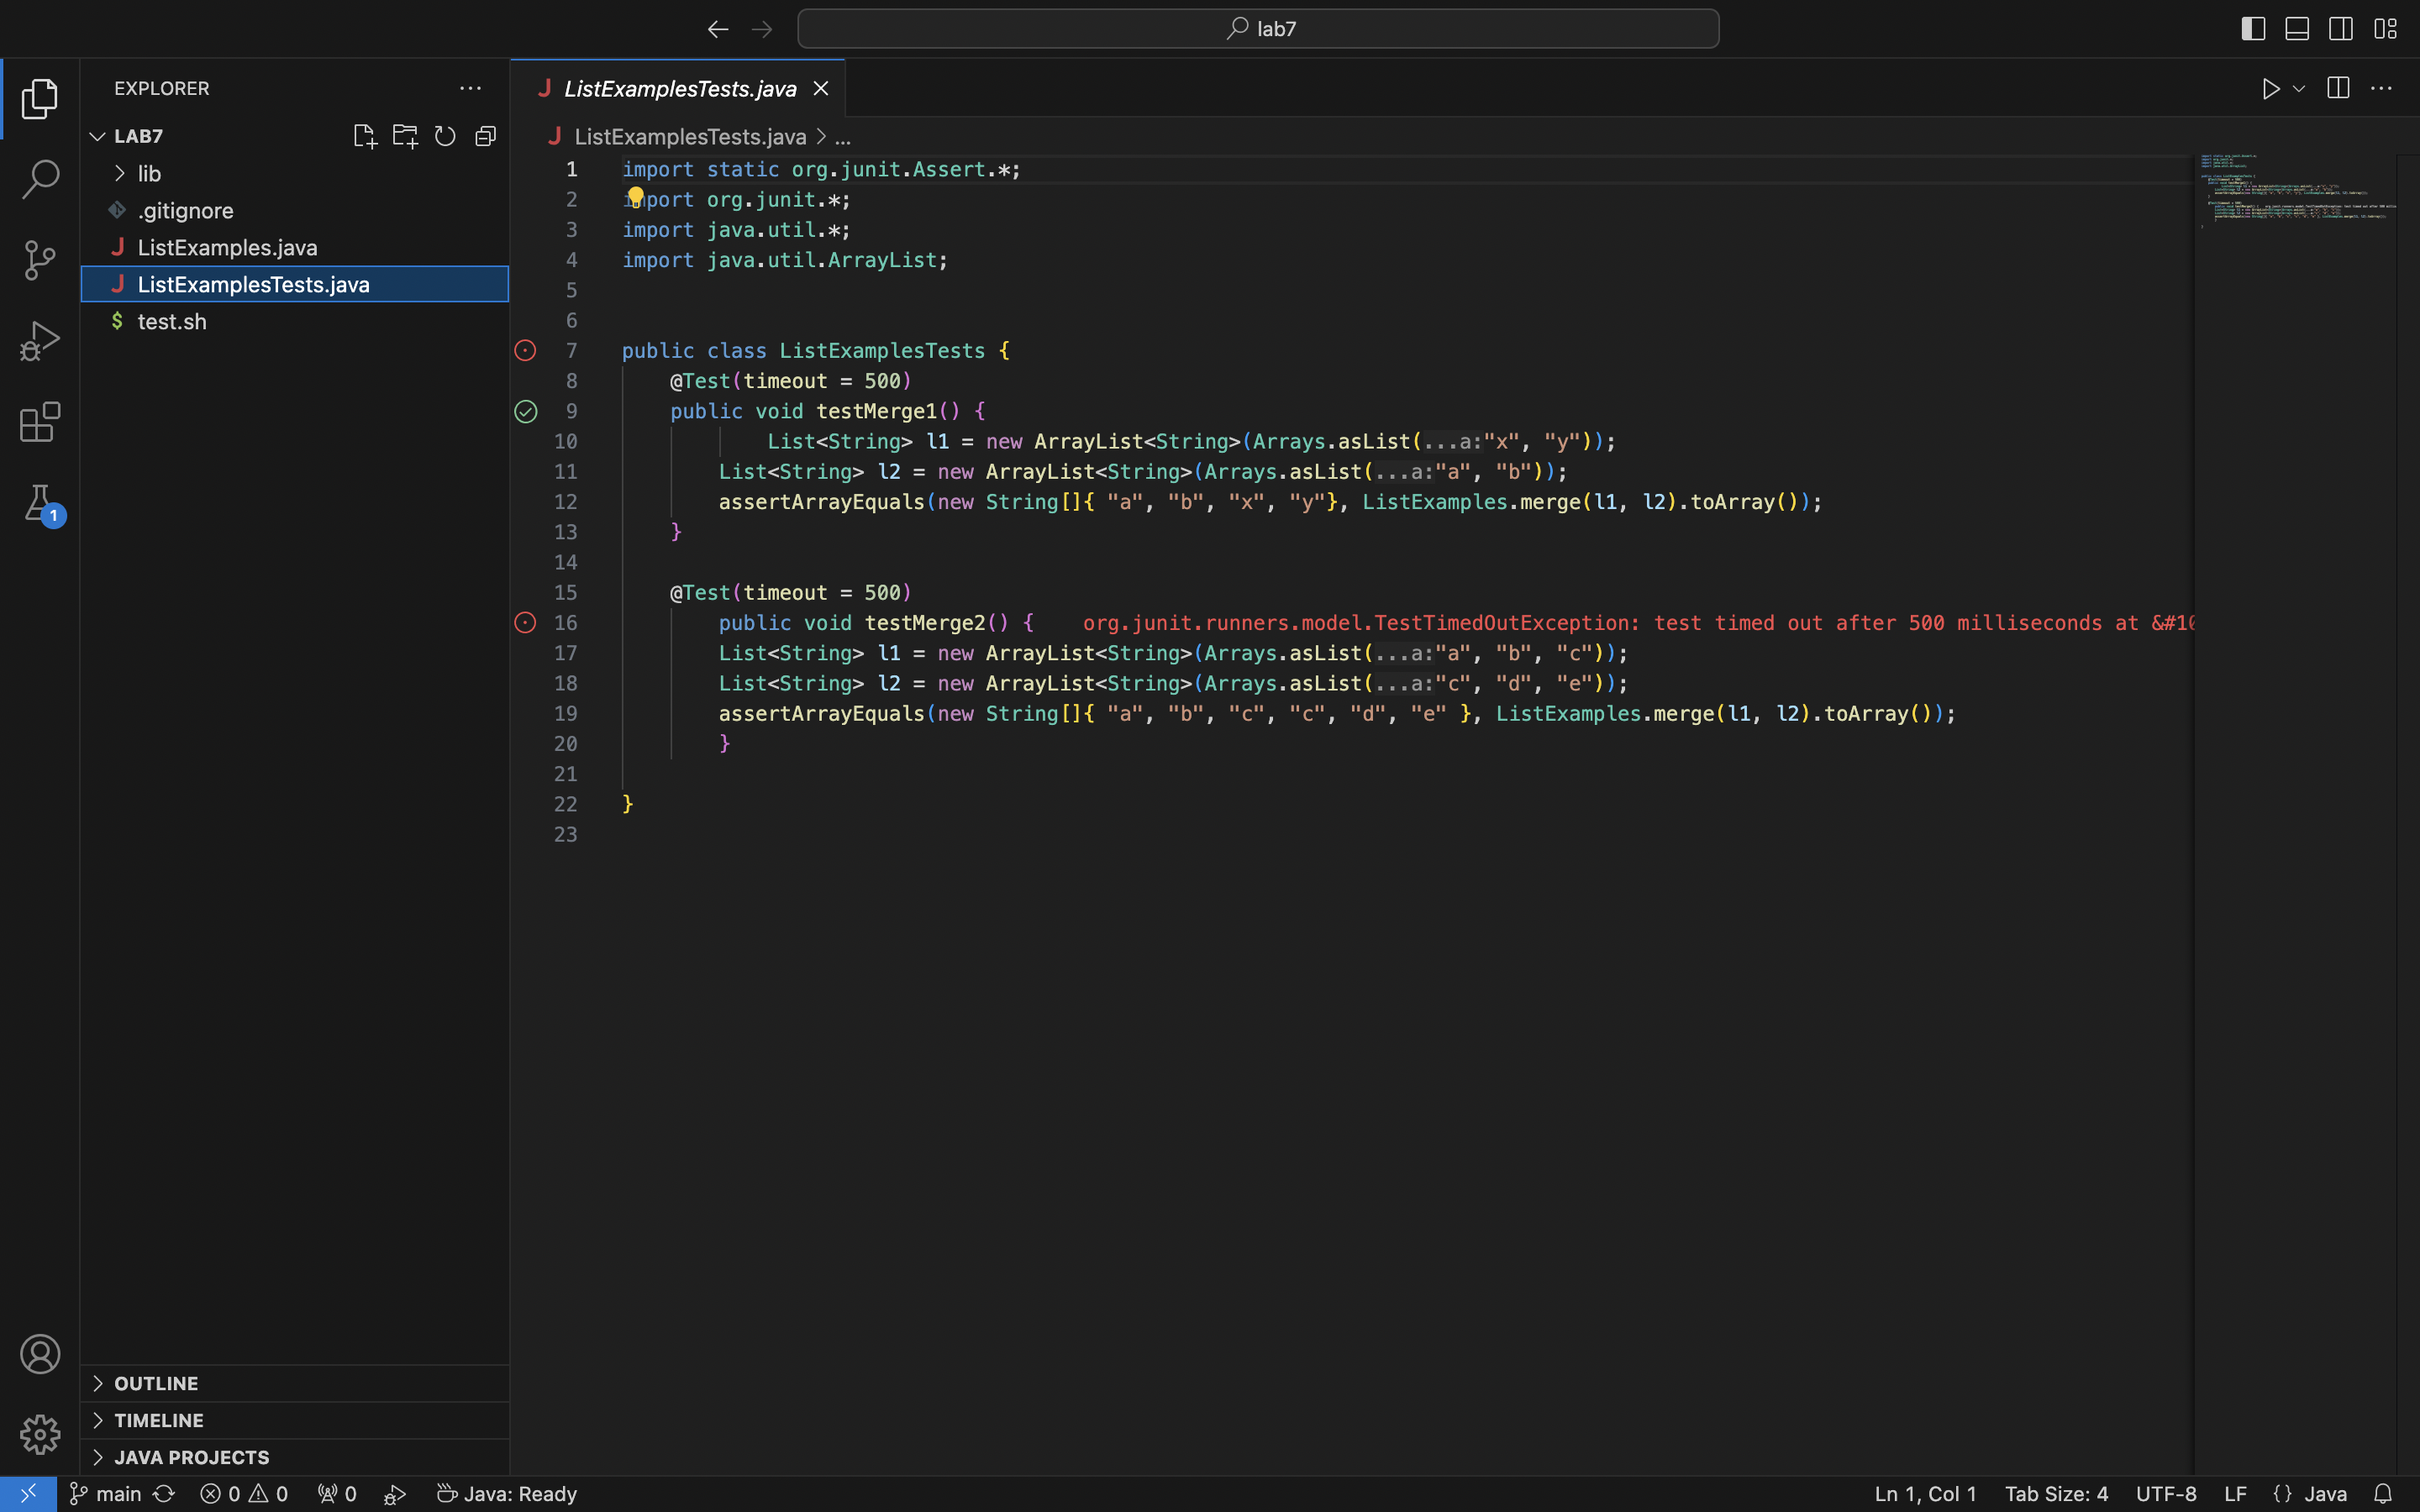 lab7
EXPLORER
LAB7
lib
.gitignore
ListExamples.java
ListExamplesTests.java
test.sh
OUTLINE
TIMELINE
JAVA PROJECTS
1
ListExamplesTests.java
ListExamplesTests.java > ...
1 import static org.junit.Assert.*;
2 import org.junit.*;
3 import java.util.*;
4 import java.util.ArrayList;
5
6
7 public class ListExamplesTests {
8 @Test(timeout = 500)
9 public void testMerge1() {
10 List<String> l1 = new ArrayList<String>(Arrays.asList(...a:"x", "y"));
11 List<String> l2 = new ArrayList<String>(Arrays.asList(...a:"a", "b"));
12 assertArrayEquals(new String[]{ "a", "b", "x", "y"}, ListExamples.merge(l1, l2).toArray());
13 }
14
15 @Test(timeout = 500)
16 public void testMerge2() { org.junit.runners.model.TestTimedOutException: test timed out after 500 milliseconds at &#10
17 List<String> l1 = new ArrayList<String>(Arrays.asList(...a:"a", "b", "c"));
18 List<String> l2 = new ArrayList<String>(Arrays.asList(...a:"c", "d", "e"));
19 assertArrayEquals(new String[]{ "a", "b", "c", "c", "d", "e" }, ListExamples.merge(l1, l2).toArray());
20 }
21
22 }
23
main 0 0 0 Java: Ready Ln 1, Col 1 Tab Size: 4 UTF-8 LF {} Java